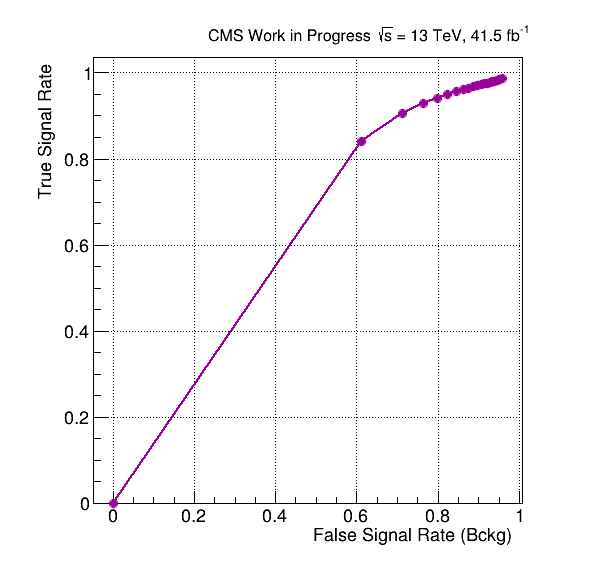 CMS Work in Progress √s = 13 TeV, 41.5 fb⁻¹
True Signal Rate
1
0.8
0.6
0.4
0.2
0
0 0.2 0.4 0.6 0.8 1
False Signal Rate (Bckg)